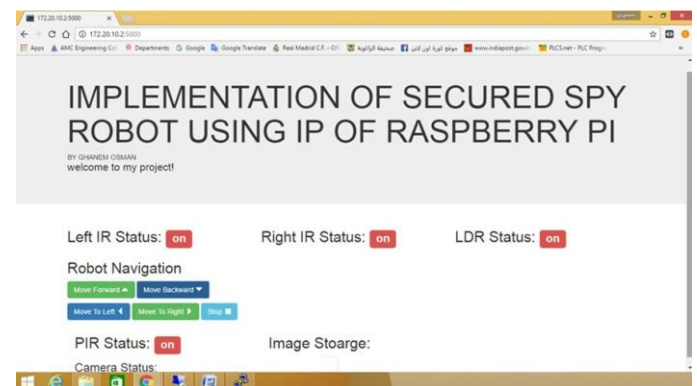 172.20.10.2:5000
172.20.10.2:5000
Apps AMC Engineering Col Departments Google Google Translate Real Madrid C.F. - www.indiapost.gov.in PLCS.net - PLC Progr
IMPLEMENTATION OF SECURED SPY
ROBOT USING IP OF RASPBERRY PI
BY GHANEM OSMAN
welcome to my project!
Left IR Status: on Right IR Status: on LDR Status: on
Robot Navigation
Move Forward Move Backward
Move To Left Move To Right Stop
PIR Status: on Image Stoarge:
Camera Status: